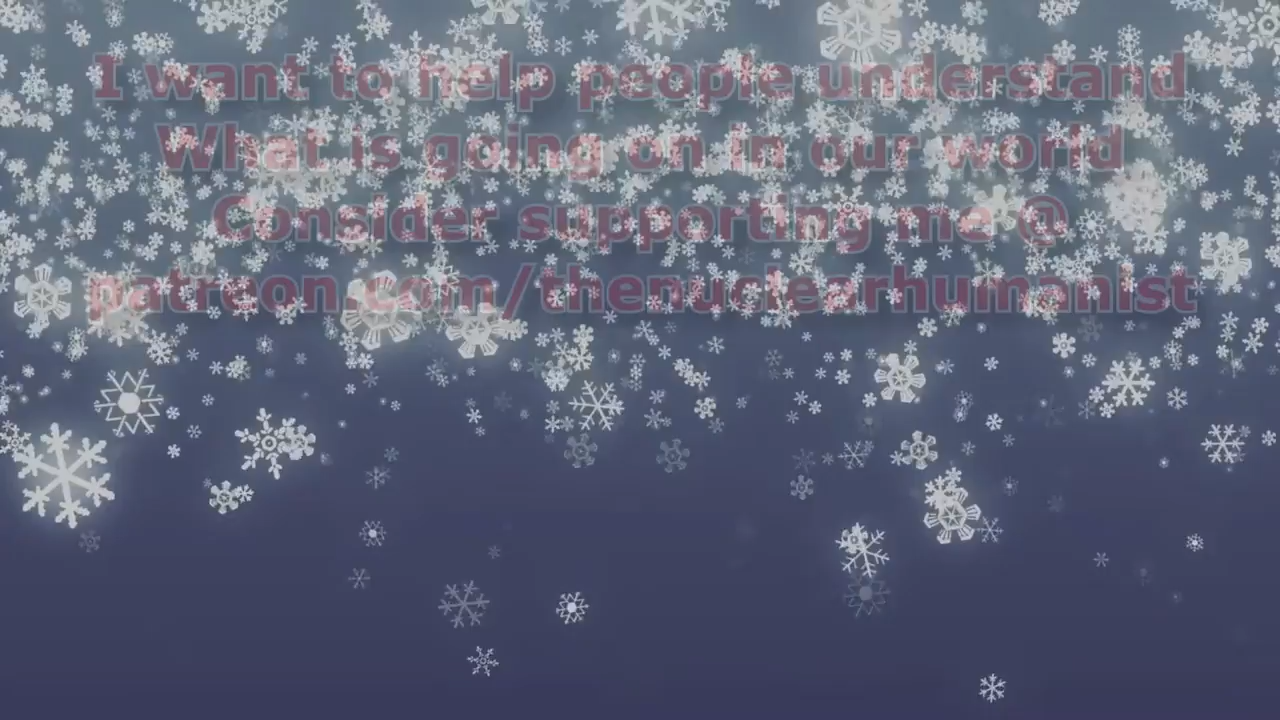 I want to help people understand
What is going on in our world
Consider supporting me @
patreon.com/thenuclearhumanist